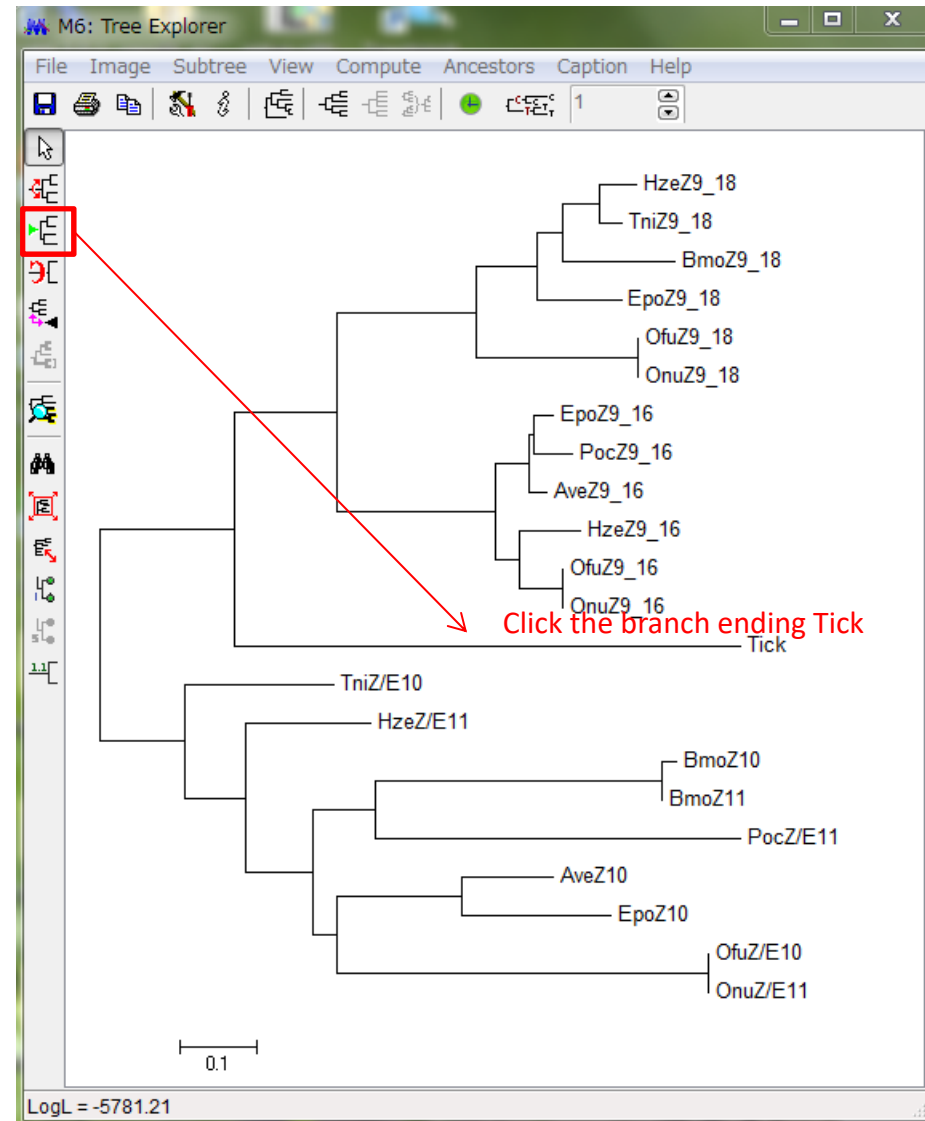 M6: Tree Explorer
File Image Subtree View Compute Ancestors Caption Help
1
HzeZ9_18
TniZ9_18
BmoZ9_18
EpoZ9_18
OfuZ9_18
OnuZ9_18
EpoZ9_16
PocZ9_16
AveZ9_16
HzeZ9_16
OfuZ9_16
OnuZ9_16
Click the branch ending Tick
Tick
TniZ/E10
HzeZ/E11
BmoZ10
BmoZ11
PocZ/E11
AveZ10
EpoZ10
OfuZ/E10
OnuZ/E11
0.1
LogL = -5781.21